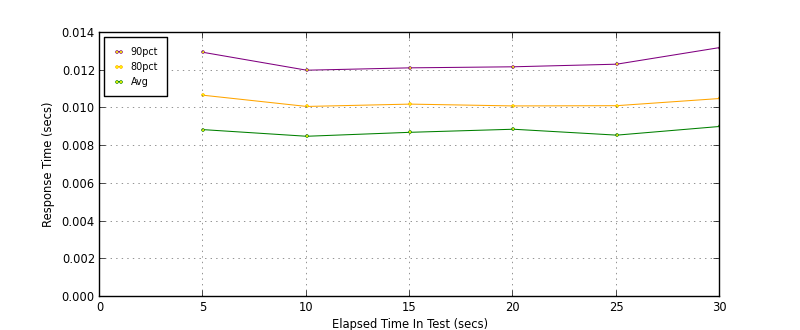 0.014
0.012
0.010
0.008
0.006
0.004
0.002
0.000
Response Time (secs)
90pct
80pct
Avg
0 5 10 15 20 25 30
Elapsed Time In Test (secs)